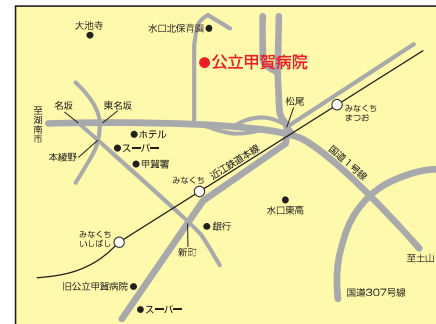 大池寺
水口北保育園
公立甲賀病院
至湖南市
名坂
東名坂
松尾
みなくち
まつお
ホテル
本綾野
スーパー
甲賀署
近江鉄道本線
国道1号線
みなくち
水口東高
銀行
みなくち
いしばし
新町
至土山
旧公立甲賀病院
国道307号線
スーパー